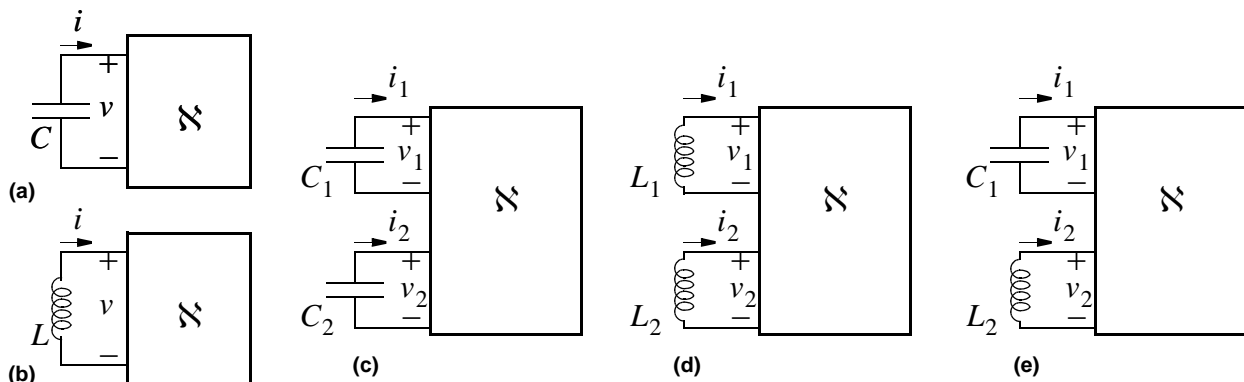 i
+
v
−
C
ℵ
(a)
i
+
v
−
L
ℵ
(b)
i₁
+
v₁
−
C₁
ℵ
i₂
+
v₂
−
C₂
(c)
i₁
+
v₁
−
L₁
ℵ
i₂
+
v₂
−
L₂
(d)
i₁
+
v₁
−
C₁
ℵ
i₂
+
v₂
−
L₂
(e)